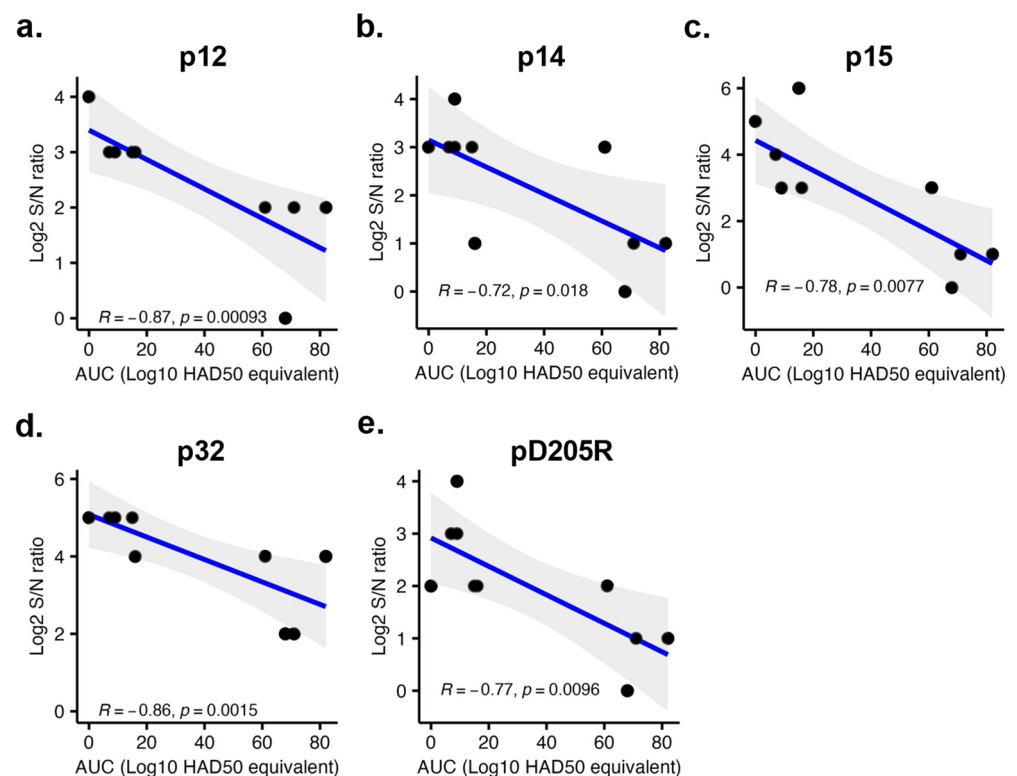 a.
p12
Log2 S/N ratio
4
3
2
1
0
R = −0.87, p = 0.00093
0 20 40 60 80
AUC (Log10 HAD50 equivalent)
b.
p14
Log2 S/N ratio
4
3
2
1
0
R = −0.72, p = 0.018
0 20 40 60 80
AUC (Log10 HAD50 equivalent)
c.
p15
Log2 S/N ratio
6
4
2
0
R = −0.78, p = 0.0077
0 20 40 60 80
AUC (Log10 HAD50 equivalent)
d.
p32
Log2 S/N ratio
6
4
2
0
R = −0.86, p = 0.0015
0 20 40 60 80
AUC (Log10 HAD50 equivalent)
e.
pD205R
Log2 S/N ratio
4
3
2
1
0
R = −0.77, p = 0.0096
0 20 40 60 80
AUC (Log10 HAD50 equivalent)